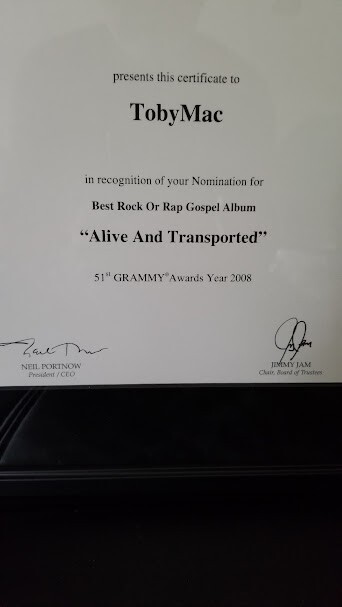 presents this certificate to
TobyMac
in recognition of your Nomination for
Best Rock Or Rap Gospel Album
“Alive And Transported”
51st GRAMMY® Awards Year 2008
NEIL PORTNOW
President / CEO
JIMMY JAM
Chair, Board of Trustees